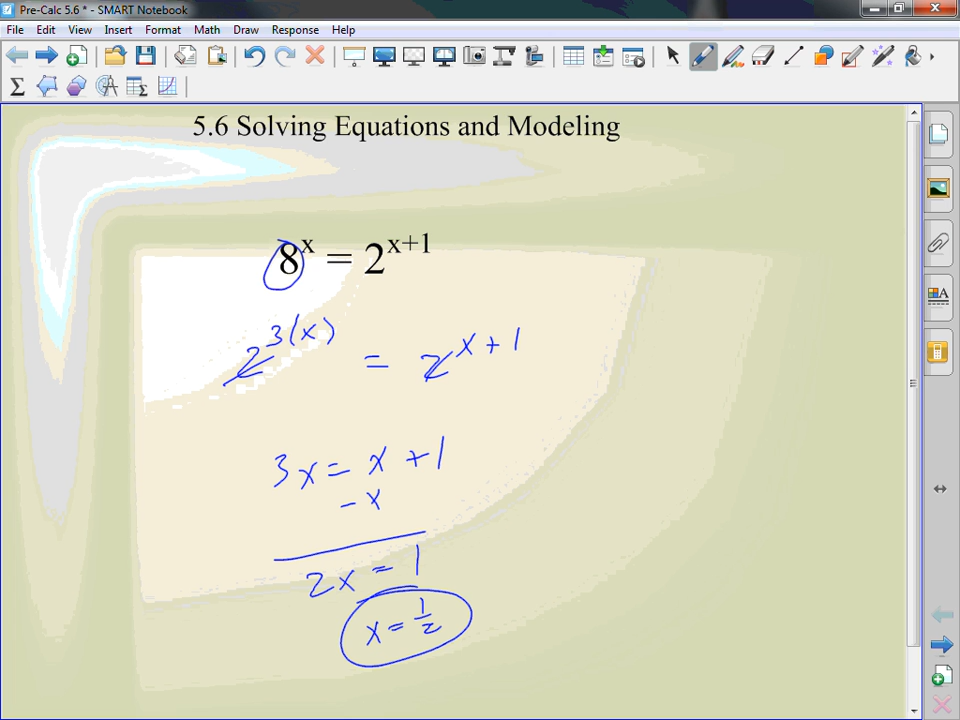 Pre-Calc 5.6 * - SMART Notebook
File Edit View Insert Format Math Draw Response Help
5.6 Solving Equations and Modeling
8^x = 2^{x+1}
2^{3(x)} = 2^{x+1}
3x = x + 1
- x
2x = 1
x = 1/2